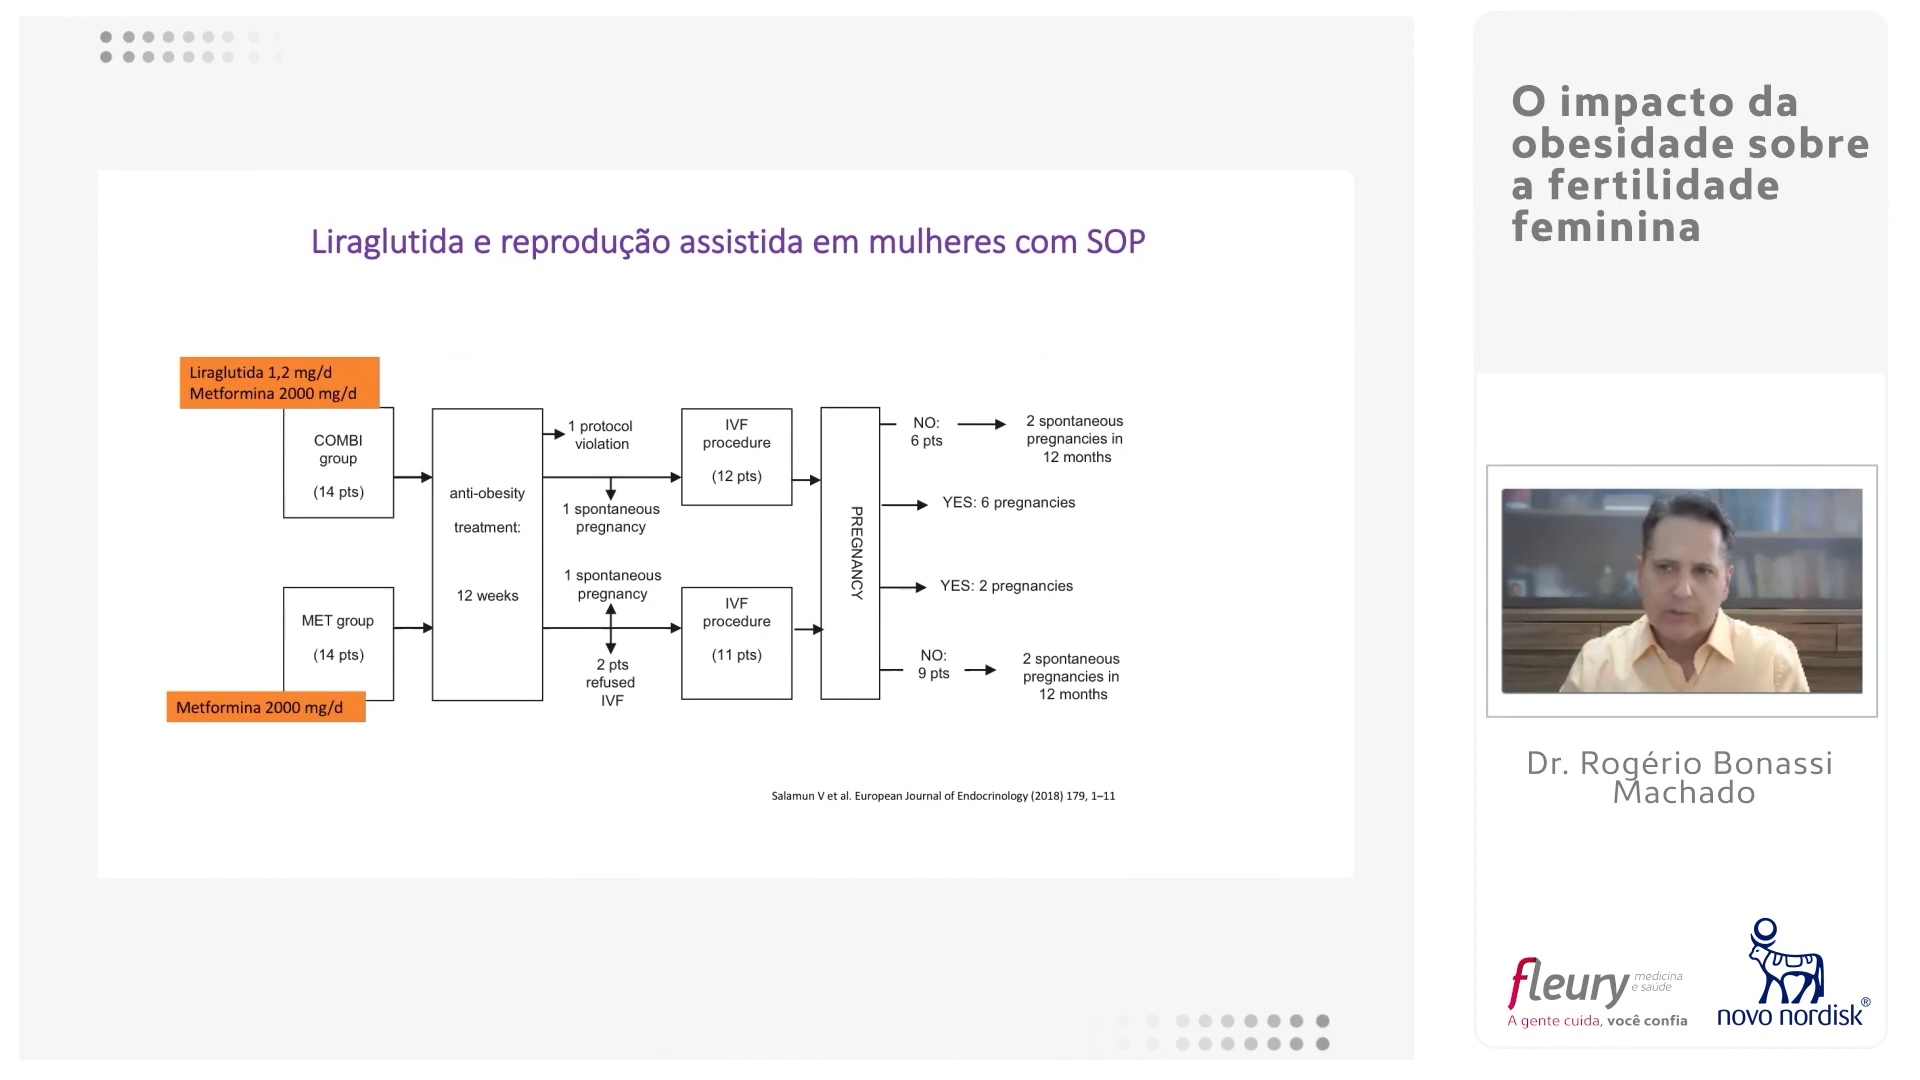 Liraglutida e reprodução assistida em mulheres com SOP
Liraglutida 1,2 mg/d
Metformina 2000 mg/d
COMBI
group
(14 pts)
MET group
(14 pts)
Metformina 2000 mg/d
anti-obesity
treatment:
12 weeks
1 protocol
violation
1 spontaneous
pregnancy
1 spontaneous
pregnancy
2 pts
refused
IVF
IVF
procedure
(12 pts)
IVF
procedure
(11 pts)
PREGNANCY
NO:
6 pts
2 spontaneous
pregnancies in
12 months
YES: 6 pregnancies
YES: 2 pregnancies
NO:
9 pts
2 spontaneous
pregnancies in
12 months
Salamun V et al. European Journal of Endocrinology (2018) 179, 1–11
O impacto da
obesidade sobre
a fertilidade
feminina
Dr. Rogério Bonassi
Machado
fleury medicina
e saúde
A gente cuida, você confia
novo nordisk®